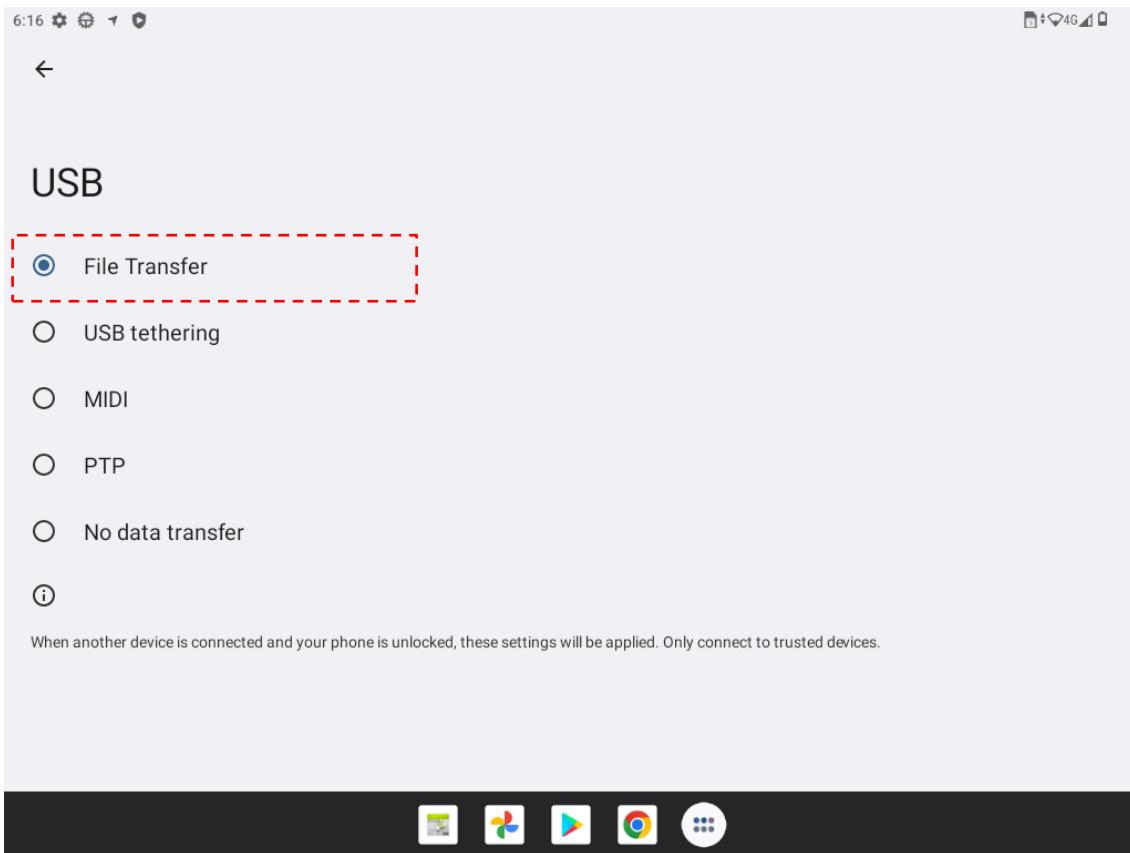 6:16
4G
USB
File Transfer
USB tethering
MIDI
PTP
No data transfer
When another device is connected and your phone is unlocked, these settings will be applied. Only connect to trusted devices.